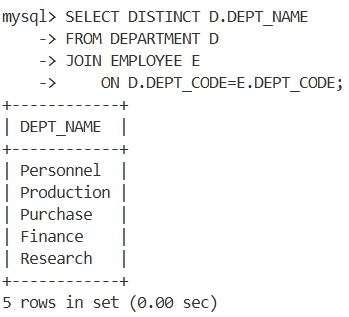 mysql> SELECT DISTINCT D.DEPT_NAME
    -> FROM DEPARTMENT D
    -> JOIN EMPLOYEE E
    ->     ON D.DEPT_CODE=E.DEPT_CODE;
+------------+
| DEPT_NAME  |
+------------+
| Personnel  |
| Production |
| Purchase   |
| Finance    |
| Research   |
+------------+
5 rows in set (0.00 sec)